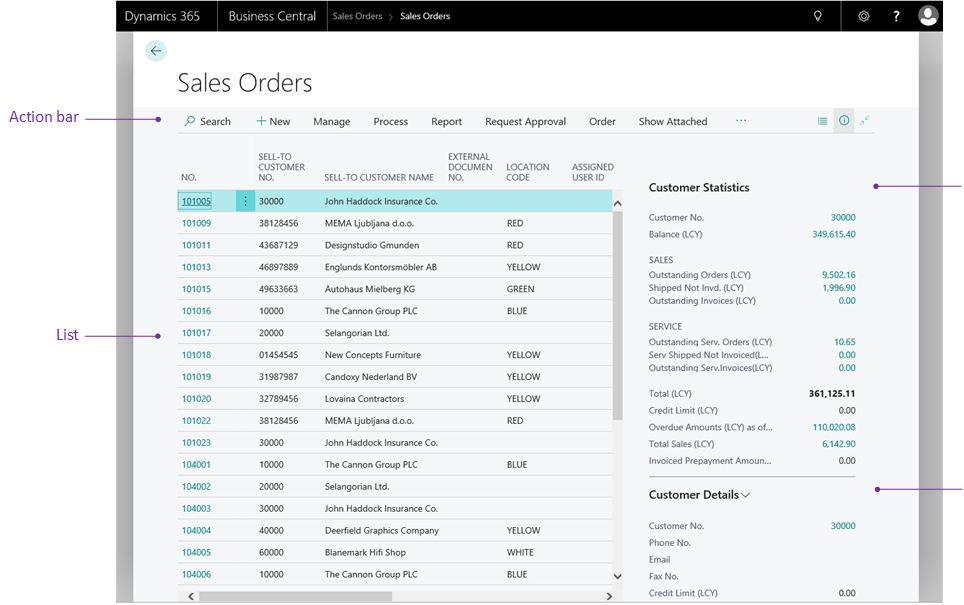 Dynamics 365 Business Central Sales Orders > Sales Orders ?
Sales Orders
Action bar
Search + New Manage Process Report Request Approval Order Show Attached ...
NO. SELL-TO CUSTOMER NO. SELL-TO CUSTOMER NAME EXTERNAL DOCUMEN NO. LOCATION CODE ASSIGNED USER ID
101005 30000 John Haddock Insurance Co.
101009 38128456 MEMA Ljubljana d.o.o. RED
101011 43687129 Designstudio Gmunden RED
101013 46897889 Englunds Kontorsmöbler AB YELLOW
101015 49633663 Autohaus Mielberg KG GREEN
101016 10000 The Cannon Group PLC BLUE
List
101017 20000 Selangorian Ltd.
101018 01454545 New Concepts Furniture YELLOW
101019 31987987 Candoxy Nederland BV YELLOW
101020 32789456 Lovaina Contractors YELLOW
101022 38128456 MEMA Ljubljana d.o.o. RED
101023 30000 John Haddock Insurance Co.
104001 10000 The Cannon Group PLC BLUE
104002 20000 Selangorian Ltd.
104003 30000 John Haddock Insurance Co.
104004 40000 Deerfield Graphics Company YELLOW
104005 60000 Blanemark Hifi Shop WHITE
104006 10000 The Cannon Group PLC BLUE
Customer Statistics
Customer No. 30000
Balance (LCY) 349,615.40
SALES
Outstanding Orders (LCY) 9,502.16
Shipped Not Invd. (LCY) 1,996.90
Outstanding Invoices (LCY) 0.00
SERVICE
Outstanding Serv. Orders (LCY) 10.65
Serv Shipped Not Invoiced(L... 0.00
Outstanding Serv.Invoices(LCY) 0.00
Total (LCY) 361,125.11
Credit Limit (LCY) 0.00
Overdue Amounts (LCY) as of... 110,020.08
Total Sales (LCY) 6,142.90
Invoiced Prepayment Amoun... 0.00
Customer Details
Customer No. 30000
Phone No.
Email
Fax No.
Credit Limit (LCY) 0.00